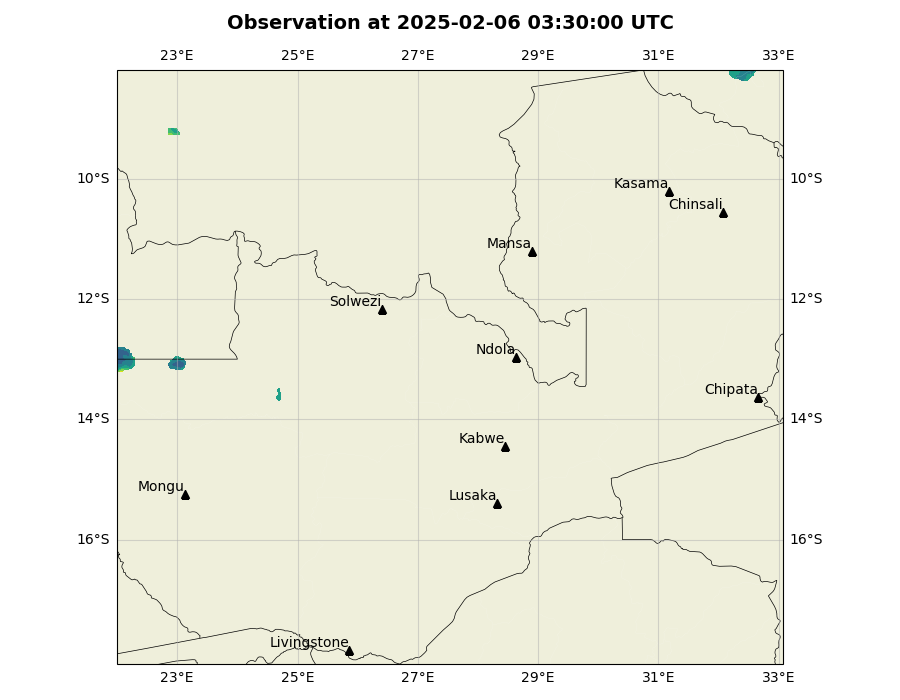 Observation at 2025-02-06 03:30:00 UTC
23°E 25°E 27°E 29°E 31°E 33°E
10°S 10°S
Kasama
Chinsali
Mansa
12°S 12°S
Solwezi
Ndola
Chipata
14°S 14°S
Kabwe
Mongu
Lusaka
16°S 16°S
Livingstone
23°E 25°E 27°E 29°E 31°E 33°E